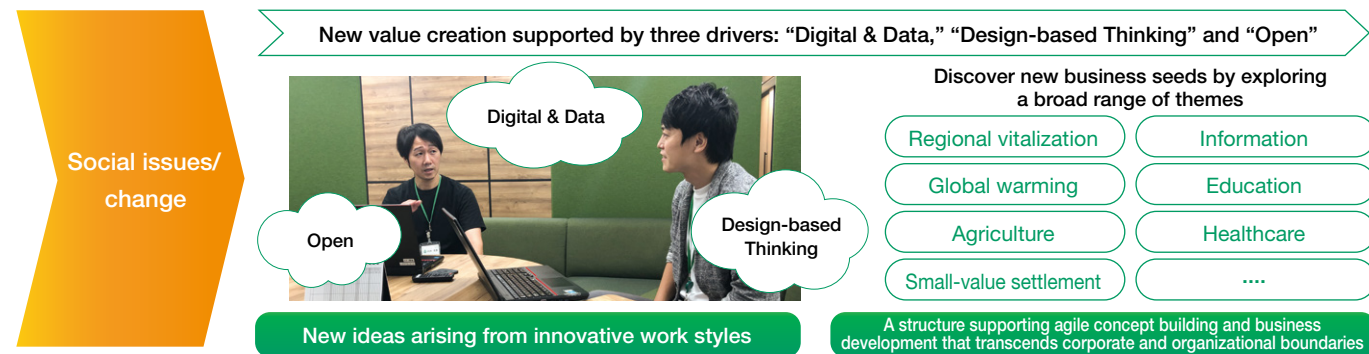 New value creation supported by three drivers: “Digital & Data,” “Design-based Thinking” and “Open”
Social issues/
change
Digital & Data
Open
Design-based
Thinking
New ideas arising from innovative work styles
Discover new business seeds by exploring
a broad range of themes
Regional vitalization
Information
Global warming
Education
Agriculture
Healthcare
Small-value settlement
....
A structure supporting agile concept building and business
development that transcends corporate and organizational boundaries